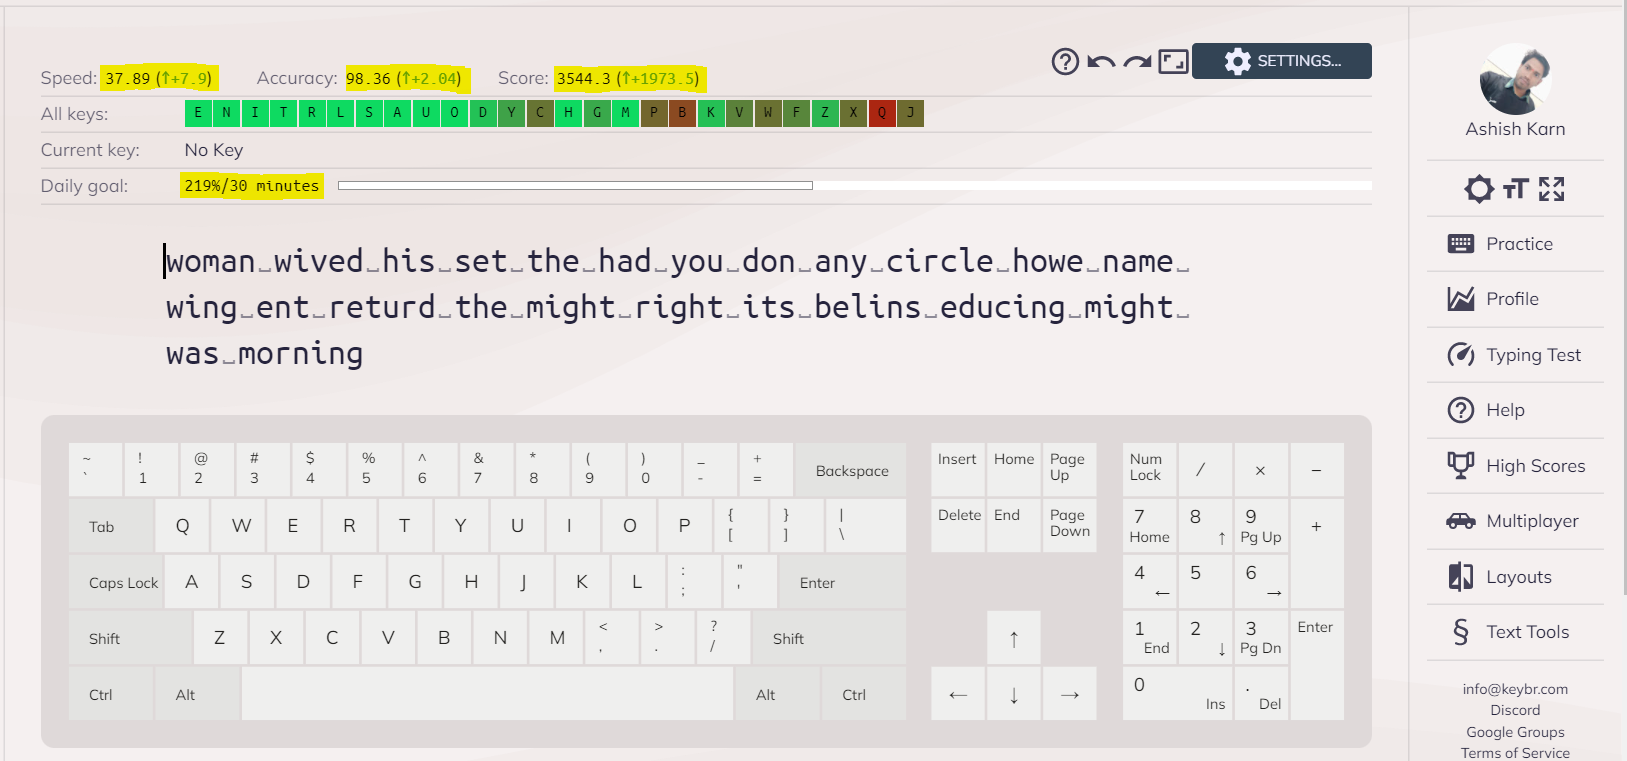 Speed: 37.89 (↑+7.9) Accuracy: 98.36 (↑+2.04) Score: 3544.3 (↑+1973.5)
SETTINGS...
All keys: E N I T R L S A U O D Y C H G M P B K V W F Z X Q J
Current key: No Key
Daily goal: 219%/30 minutes
woman␣wived␣his␣set␣the␣had␣you␣don␣any␣circle␣howe␣name␣
wing␣ent␣returd␣the␣might␣right␣its␣belins␣educing␣might␣
was␣morning
~ ! @ # $ % ^ & * ( ) _ +
` 1 2 3 4 5 6 7 8 9 0 - = Backspace
Tab Q W E R T Y U I O P { [ } ] | \
Caps Lock A S D F G H J K L : ; " ' Enter
Shift Z X C V B N M < , > . ? / Shift
Ctrl Alt Alt Ctrl
Insert Home Page Up
Delete End Page Down
↑
← ↓ →
Num Lock / × −
7 Home 8 ↑ 9 Pg Up +
4 ← 5 6 →
1 End 2 ↓ 3 Pg Dn Enter
0 Ins . Del
Ashish Karn
TT
Practice
Profile
Typing Test
Help
High Scores
Multiplayer
Layouts
§ Text Tools
info@keybr.com
Discord
Google Groups
Terms of Service